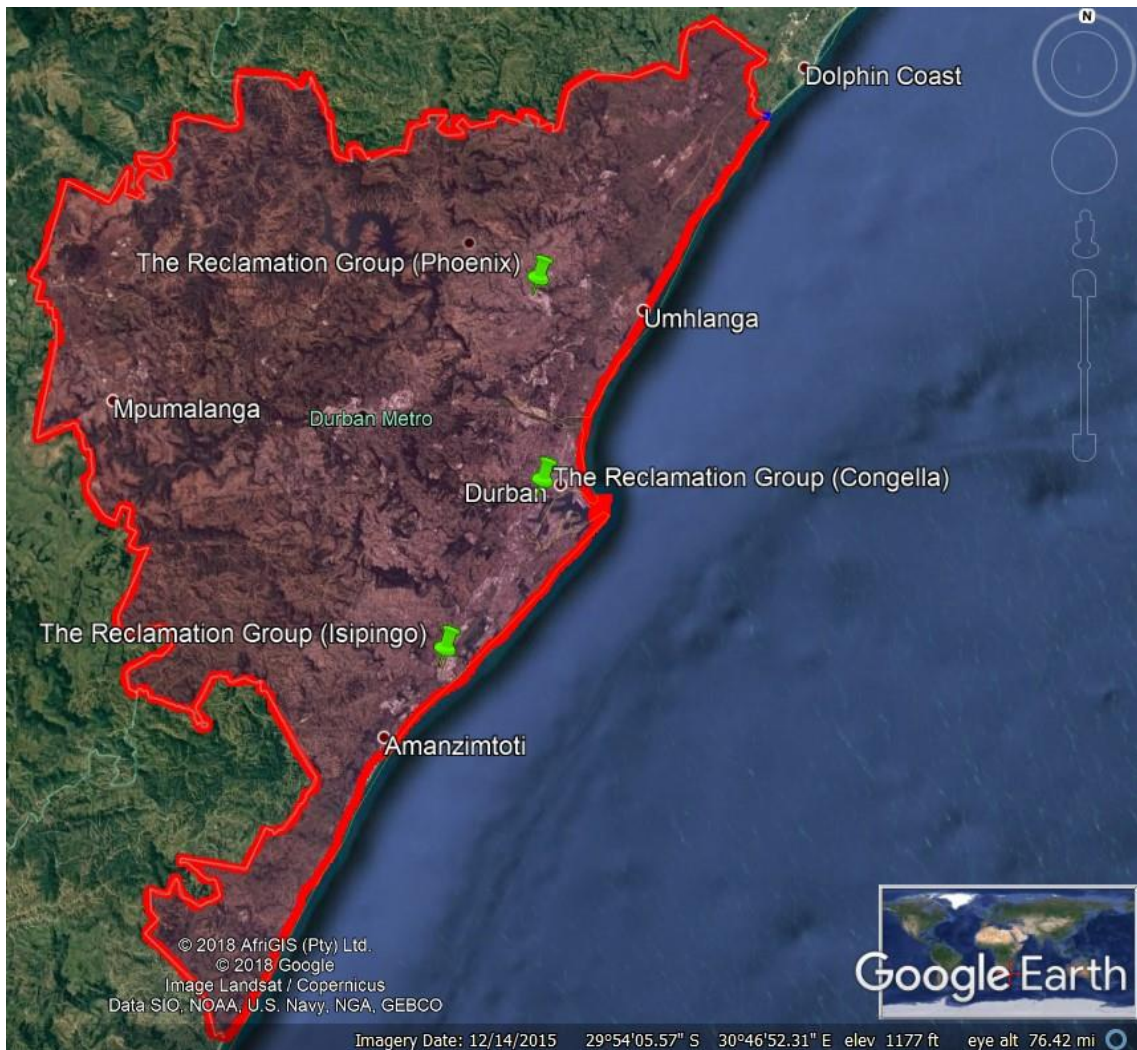 N
Dolphin Coast
The Reclamation Group (Phoenix)
Umhlanga
Mpumalanga
Durban Metro
The Reclamation Group (Congella)
Durban
The Reclamation Group (Isipingo)
Amanzimtoti
© 2018 AfriGIS (Pty) Ltd.
© 2018 Google
Image Landsat / Copernicus
Data SIO, NOAA, U.S. Navy, NGA, GEBCO
Google Earth
Imagery Date: 12/14/2015 29°54'05.57" S 30°46'52.31" E elev 1177 ft eye alt 76.42 mi